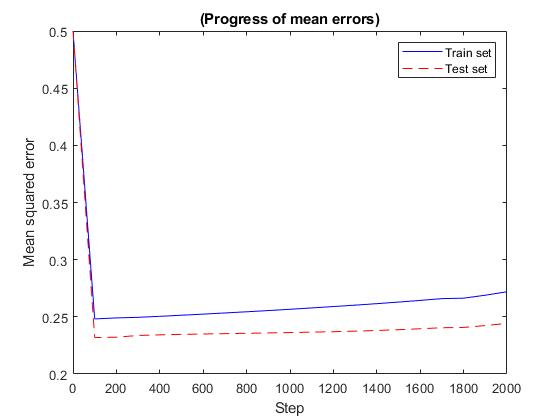 (Progress of mean errors)
0.5
0.45
0.4
0.35
0.3
0.25
0.2
Mean squared error
Train set
Test set
0 200 400 600 800 1000 1200 1400 1600 1800 2000
Step